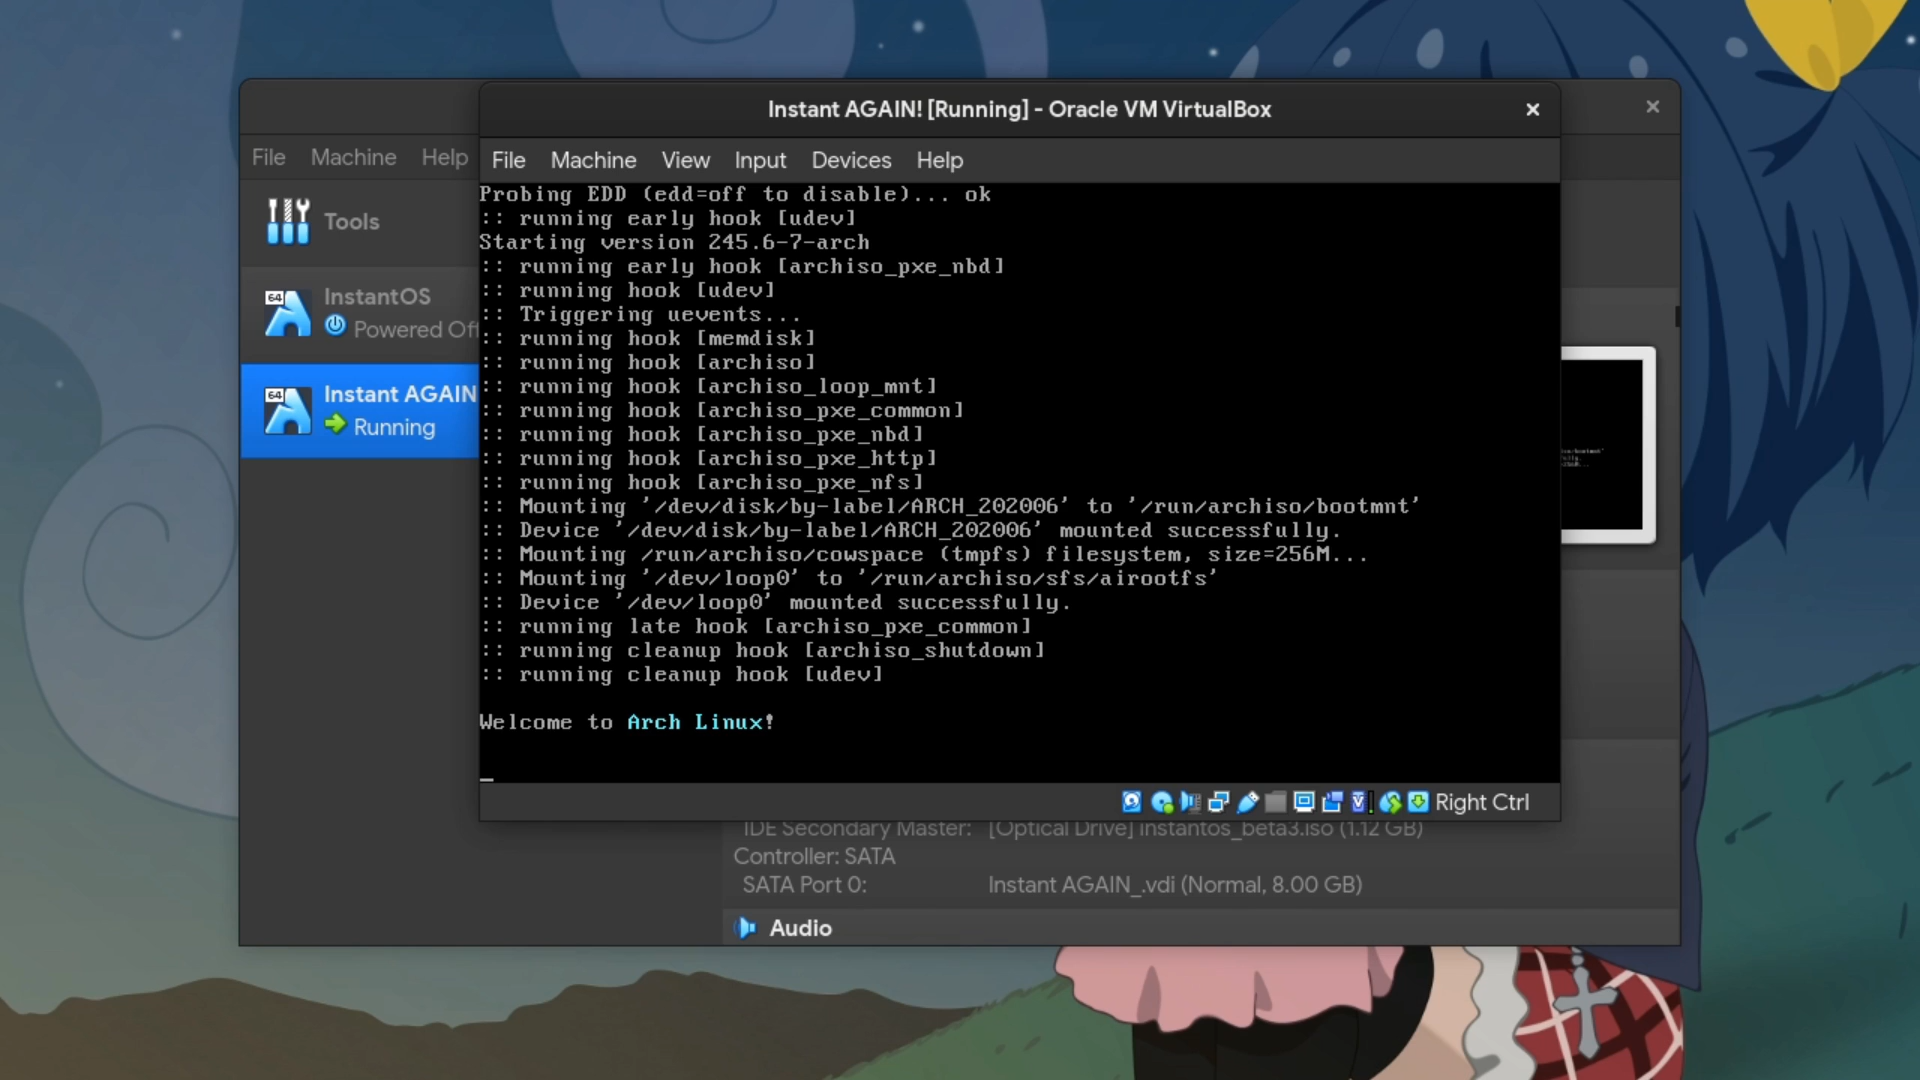 Instant AGAIN! [Running] - Oracle VM VirtualBox
File Machine Help
File Machine View Input Devices Help
Tools
64
InstantOS
Powered Off
64
Instant AGAIN
Running
Probing EDD (edd=off to disable)... ok
:: running early hook [udev]
Starting version 245.6-7-arch
:: running early hook [archiso_pxe_nbd]
:: running hook [udev]
:: Triggering uevents...
:: running hook [memdisk]
:: running hook [archiso]
:: running hook [archiso_loop_mnt]
:: running hook [archiso_pxe_common]
:: running hook [archiso_pxe_nbd]
:: running hook [archiso_pxe_http]
:: running hook [archiso_pxe_nfs]
:: Mounting '/dev/disk/by-label/ARCH_202006' to '/run/archiso/bootmnt'
:: Device '/dev/disk/by-label/ARCH_202006' mounted successfully.
:: Mounting /run/archiso/cowspace (tmpfs) filesystem, size=256M...
:: Mounting '/dev/loop0' to '/run/archiso/sfs/airootfs'
:: Device '/dev/loop0' mounted successfully.
:: running late hook [archiso_pxe_common]
:: running cleanup hook [archiso_shutdown]
:: running cleanup hook [udev]
Welcome to Arch Linux!
_
Right Ctrl
IDE Secondary Master: [Optical Drive] instantos_beta3.iso (1.12 GB)
Controller: SATA
SATA Port 0: Instant AGAIN_.vdi (Normal, 8.00 GB)
Audio